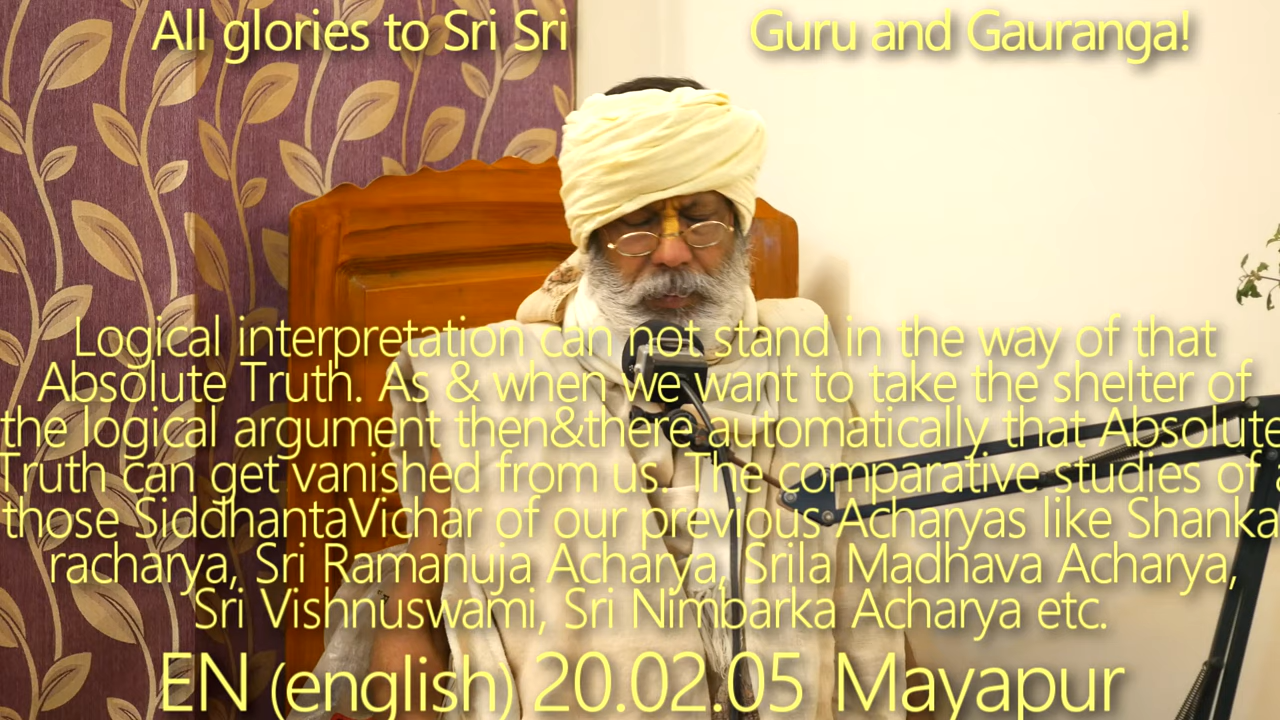 All glories to Sri Sri Guru and Gauranga!
Logical interpretation can not stand in the way of that
Absolute Truth. As & when we want to take the shelter of
the logical argument then&there automatically that Absolute
Truth can get vanished from us. The comparative studies of
those SiddhantaVichar of our previous Acharyas like Shanka
racharya, Sri Ramanuja Acharya, Srila Madhava Acharya,
Sri Vishnuswami, Sri Nimbarka Acharya etc.
EN (english) 20.02.05 Mayapur